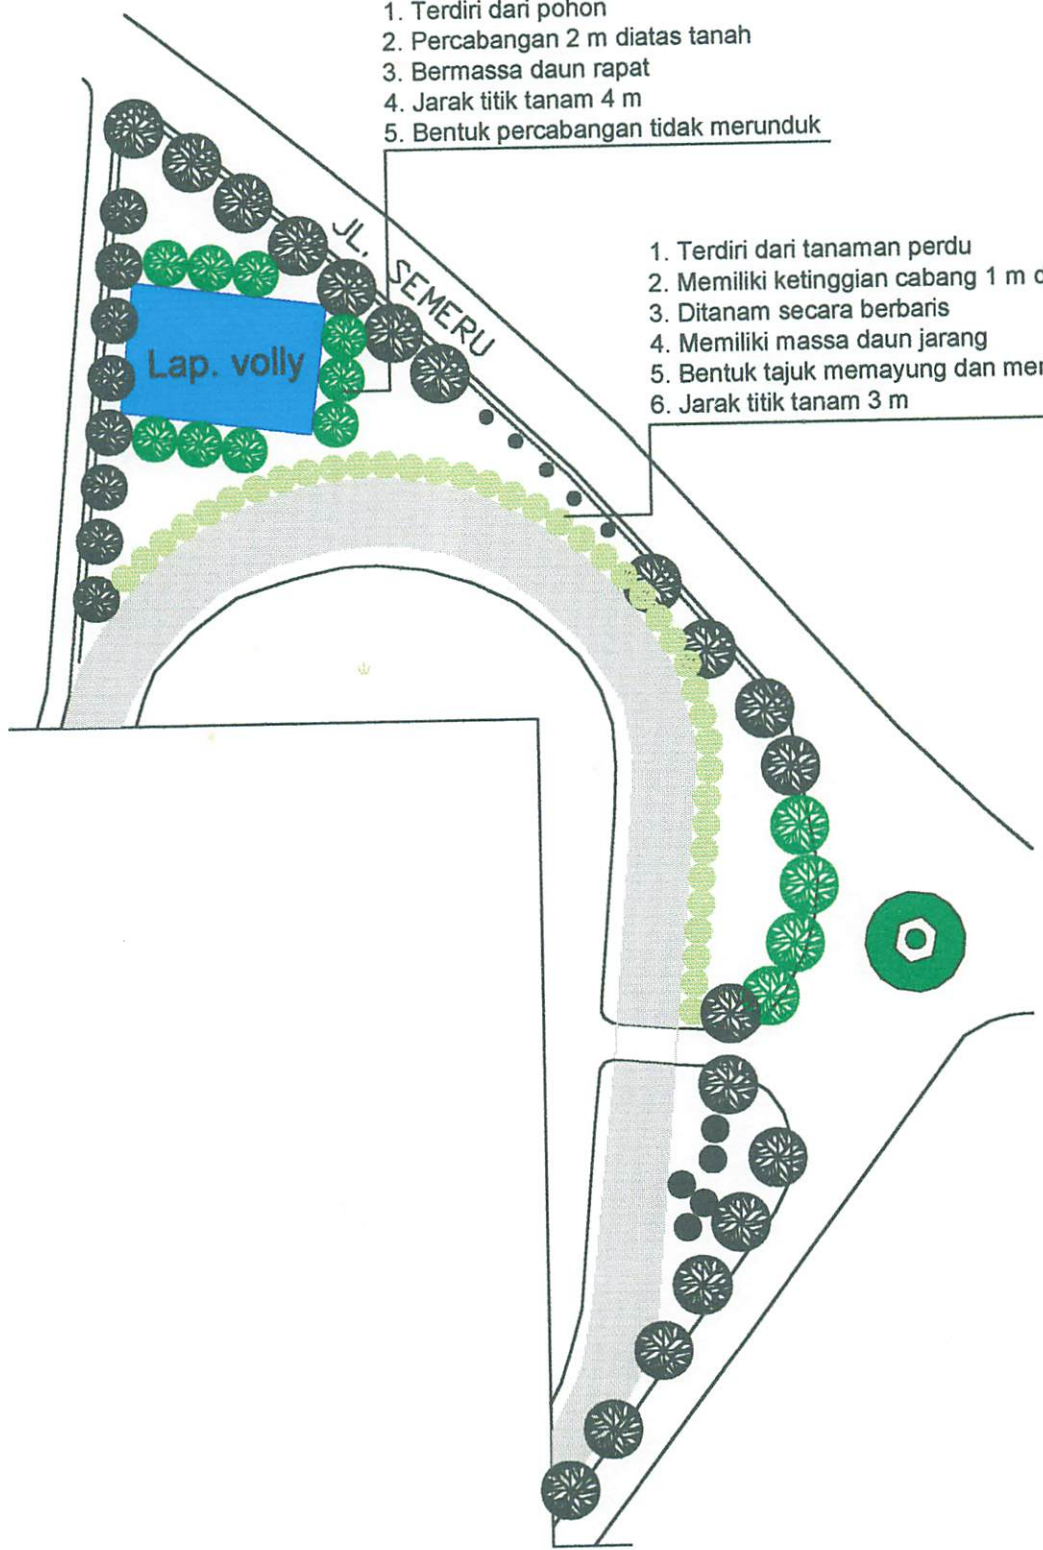 1. Terdiri dari pohon
2. Percabangan 2 m diatas tanah
3. Bermassa daun rapat
4. Jarak titik tanam 4 m
5. Bentuk percabangan tidak merunduk
JL. SEMERU
1. Terdiri dari tanaman perdu
2. Memiliki ketinggian cabang 1 m
3. Ditanam secara berbaris
4. Memiliki massa daun jarang
5. Bentuk tajuk memayung dan
6. Jarak titik tanam 3 m
Lap. volly